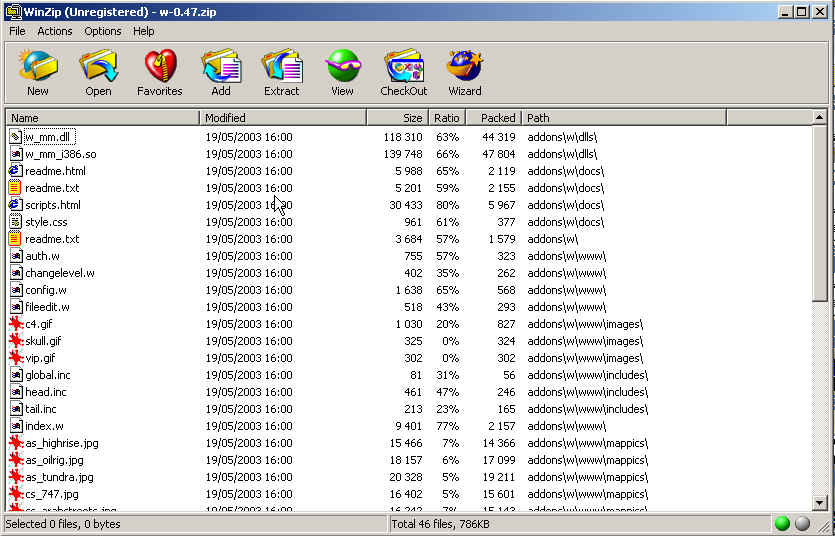 WinZip (Unregistered) - w-0.47.zip
File Actions Options Help
New Open Favorites Add Extract View CheckOut Wizard
Name Modified Size Ratio Packed Path
w_mm.dll 19/05/2003 16:00 118 310 63% 44 319 addons\w\dlls\
w_mm_i386.so 19/05/2003 16:00 139 748 66% 47 804 addons\w\dlls\
readme.html 19/05/2003 16:00 5 988 65% 2 119 addons\w\docs\
readme.txt 19/05/2003 16:00 5 201 59% 2 155 addons\w\docs\
scripts.html 19/05/2003 16:00 30 433 80% 5 967 addons\w\docs\
style.css 19/05/2003 16:00 961 61% 377 addons\w\docs\
readme.txt 19/05/2003 16:00 3 684 57% 1 579 addons\w\
auth.w 19/05/2003 16:00 755 57% 323 addons\w\www\
changelevel.w 19/05/2003 16:00 402 35% 262 addons\w\www\
config.w 19/05/2003 16:00 1 638 65% 568 addons\w\www\
fileedit.w 19/05/2003 16:00 518 43% 293 addons\w\www\
c4.gif 19/05/2003 16:00 1 030 20% 827 addons\w\www\images\
skull.gif 19/05/2003 16:00 325 0% 324 addons\w\www\images\
vip.gif 19/05/2003 16:00 302 0% 302 addons\w\www\images\
global.inc 19/05/2003 16:00 81 31% 56 addons\w\www\includes\
head.inc 19/05/2003 16:00 461 47% 246 addons\w\www\includes\
tail.inc 19/05/2003 16:00 213 23% 165 addons\w\www\includes\
index.w 19/05/2003 16:00 9 401 77% 2 157 addons\w\www\
as_highrise.jpg 19/05/2003 16:00 15 466 7% 14 366 addons\w\www\mappics\
as_oilrig.jpg 19/05/2003 16:00 18 157 6% 17 099 addons\w\www\mappics\
as_tundra.jpg 19/05/2003 16:00 20 328 5% 19 211 addons\w\www\mappics\
cs_747.jpg 19/05/2003 16:00 16 402 5% 15 601 addons\w\www\mappics\
cs_arabstreets.jpg 19/05/2003 16:00 7% addons\w\www\mappics\
Selected 0 files, 0 bytes Total 46 files, 786KB